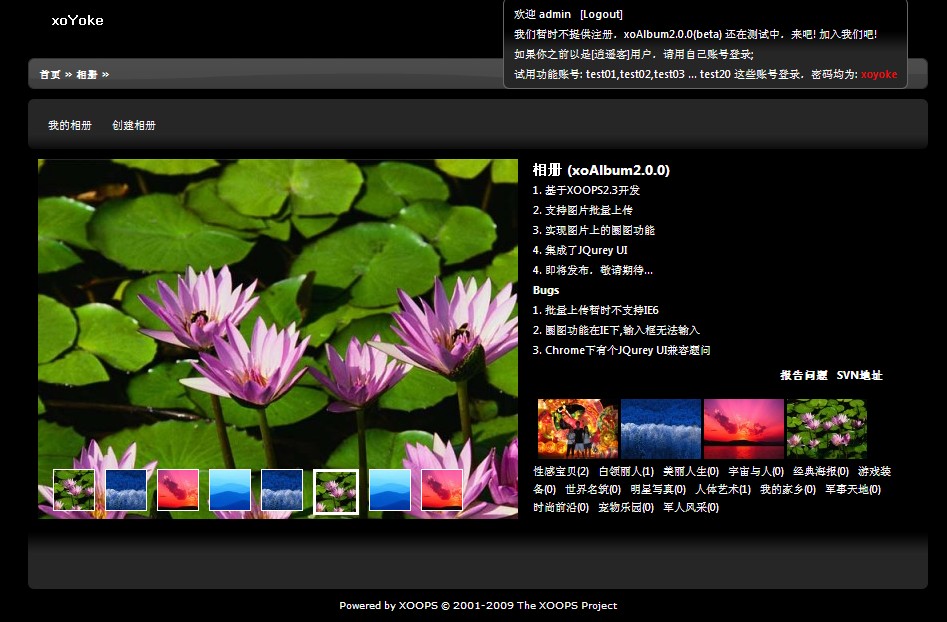 xoYoke
欢迎 admin [Logout]
我们暂时不提供注册．xoAlbum2.0.0(beta) 还在测试中．来吧! 加入我们吧!
如果你之前以是[逍遥客]用户．请用自己账号登录;
试用功能账号: test01,test02,test03 ... test20 这些账号登录．密码均为: xoyoke
首页 » 相册 »
我的相册 创建相册
相册 (xoAlbum2.0.0)
1. 基于XOOPS2.3开发
2. 支持图片批量上传
3. 实现图片上的圈图功能
4. 集成了JQurey UI
4. 即将发布．敬请期待...
Bugs
1. 批量上传暂时不支持IE6
2. 圈图功能在IE下,输入框无法输入
3. Chrome下有个JQurey UI兼容题问
报告问题 SVN地址
性感宝贝(2) 白领丽人(1) 美丽人生(0) 宇宙与人(0) 经典海报(0) 游戏装
备(0) 世界名筑(0) 明星写真(0) 人体艺术(1) 我的家乡(0) 军事天地(0)
时尚前沿(0) 宠物乐园(0) 军人风采(0)
Powered by XOOPS © 2001-2009 The XOOPS Project